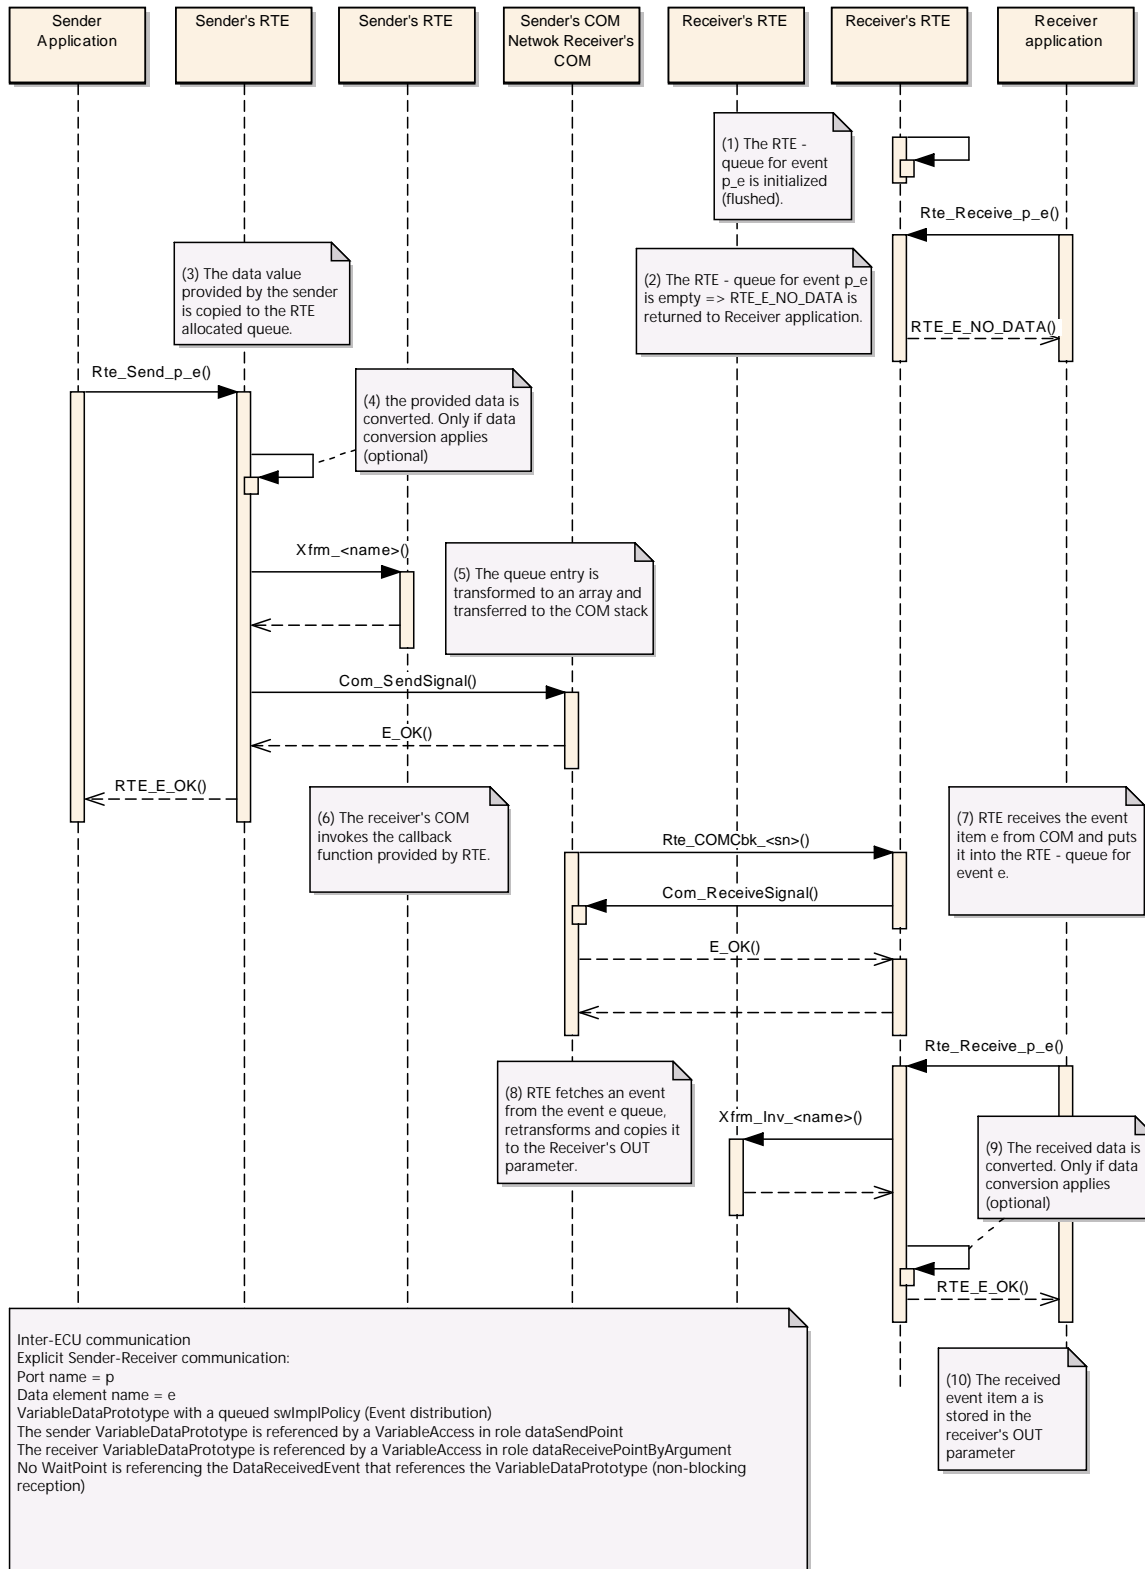 Sender
Application
Sender's RTE
Sender's RTE
Sender's COM
Netwok Receiver's
COM
Receiver's RTE
Receiver's RTE
Receiver
application
(1) The RTE -
queue for event
p_e is initialized
(flushed).
Rte_Receive_p_e()
(2) The RTE - queue for event p_e
is empty => RTE_E_NO_DATA is
returned to Receiver application.
RTE_E_NO_DATA()
(3) The data value
provided by the sender
is copied to the RTE
allocated queue.
Rte_Send_p_e()
(4) the provided data is
converted. Only if data
conversion applies
(optional)
Xfrm_<name>()
(5) The queue entry is
transformed to an array and
transferred to the COM stack
Com_SendSignal()
E_OK()
RTE_E_OK()
(6) The receiver's COM
invokes the callback
function provided by RTE.
Rte_COMCbk_<sn>()
(7) RTE receives the event
item e from COM and puts
it into the RTE - queue for
event e.
Com_ReceiveSignal()
E_OK()
Rte_Receive_p_e()
(8) RTE fetches an event
from the event e queue,
retransforms and copies it
to the Receiver's OUT
parameter.
Xfrm_Inv_<name>()
(9) The received data is
converted. Only if data
conversion applies
(optional)
RTE_E_OK()
(10) The received
event item a is
stored in the
receiver's OUT
parameter
Inter-ECU communication
Explicit Sender-Receiver communication:
Port name = p
Data element name = e
VariableDataPrototype with a queued swImplPolicy (Event distribution)
The sender VariableDataPrototype is referenced by a VariableAccess in role dataSendPoint
The receiver VariableDataPrototype is referenced by a VariableAccess in role dataReceivePointByArgument
No WaitPoint is referencing the DataReceivedEvent that references the VariableDataPrototype (non-blocking
reception)